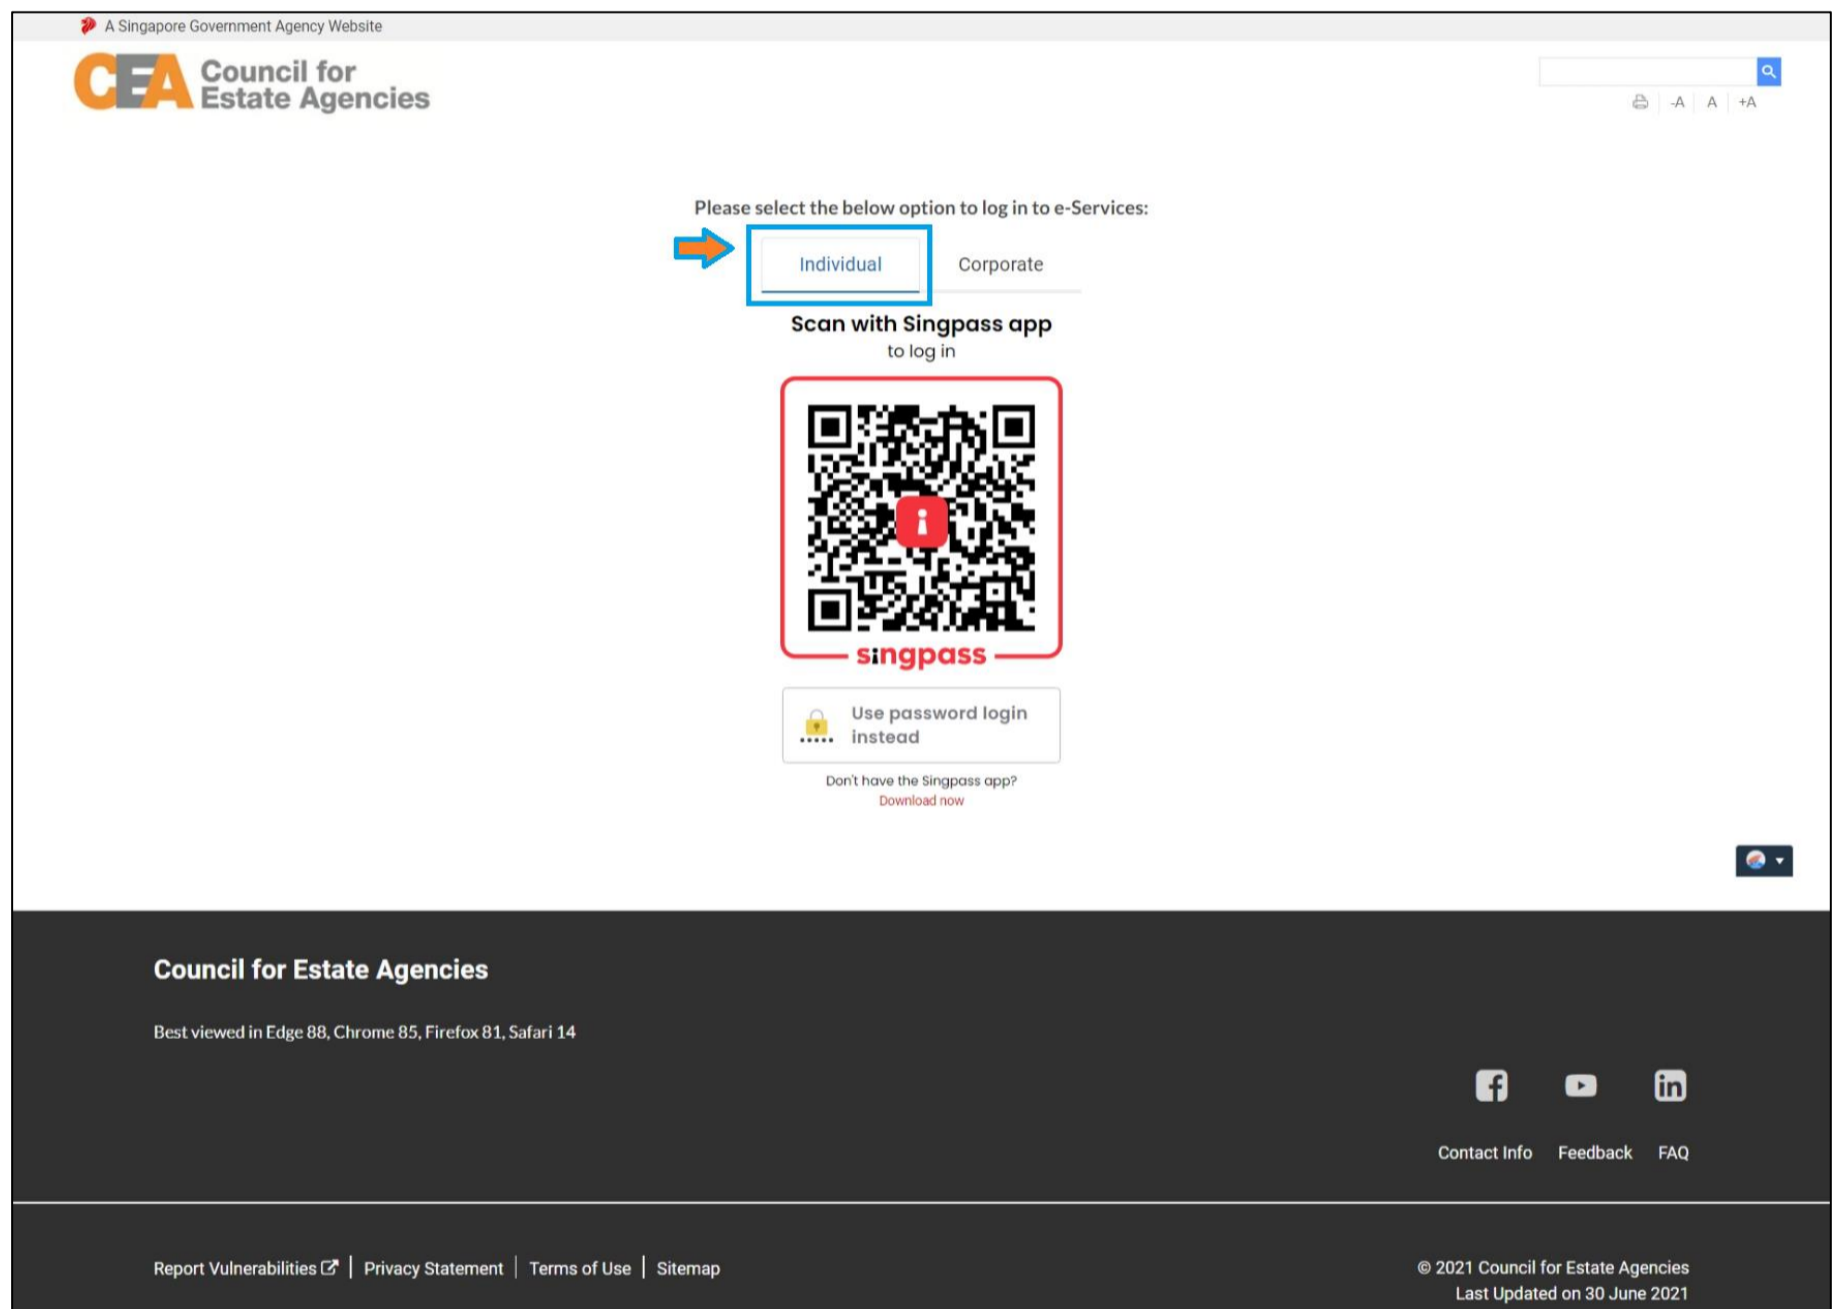 A Singapore Government Agency Website
CEA Council for
Estate Agencies
-A A +A
Please select the below option to log in to e-Services:
Individual Corporate
Scan with Singpass app
to log in
singpass
Use password login
instead
Don't have the Singpass app?
Download now
Council for Estate Agencies
Best viewed in Edge 88, Chrome 85, Firefox 81, Safari 14
Contact Info Feedback FAQ
Report Vulnerabilities | Privacy Statement | Terms of Use | Sitemap
© 2021 Council for Estate Agencies
Last Updated on 30 June 2021